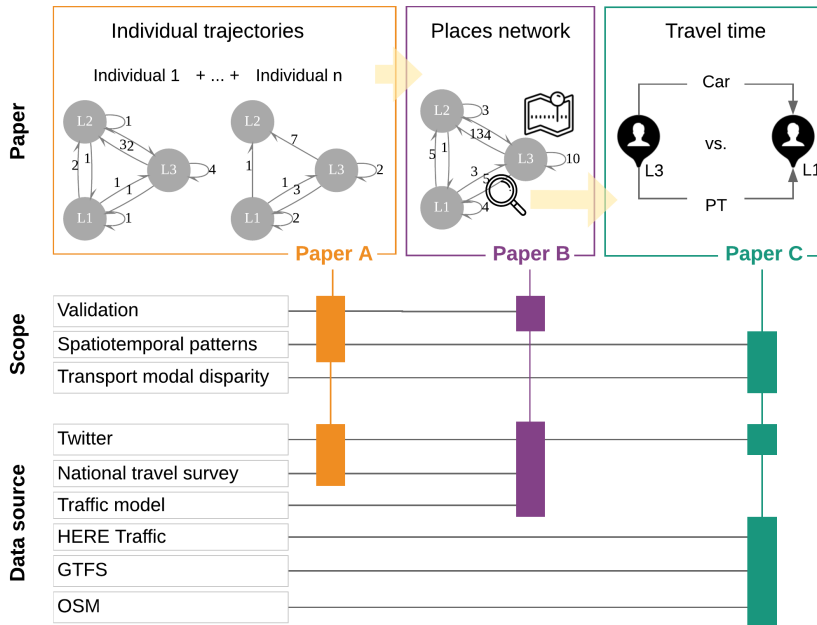 Individual trajectories
Places network
Travel time
Paper
Individual 1 + ... + Individual n
L2
1
32
2
1
L3
4
1
1
L1
1
L2
7
1
L3
2
1
3
L1
2
L2
3
134
5
1
L3
10
3
5
L1
4
Car
vs.
L3
L1
PT
Paper A
Paper B
Paper C
Scope
Validation
Spatiotemporal patterns
Transport modal disparity
Data source
Twitter
National travel survey
Traffic model
HERE Traffic
GTFS
OSM